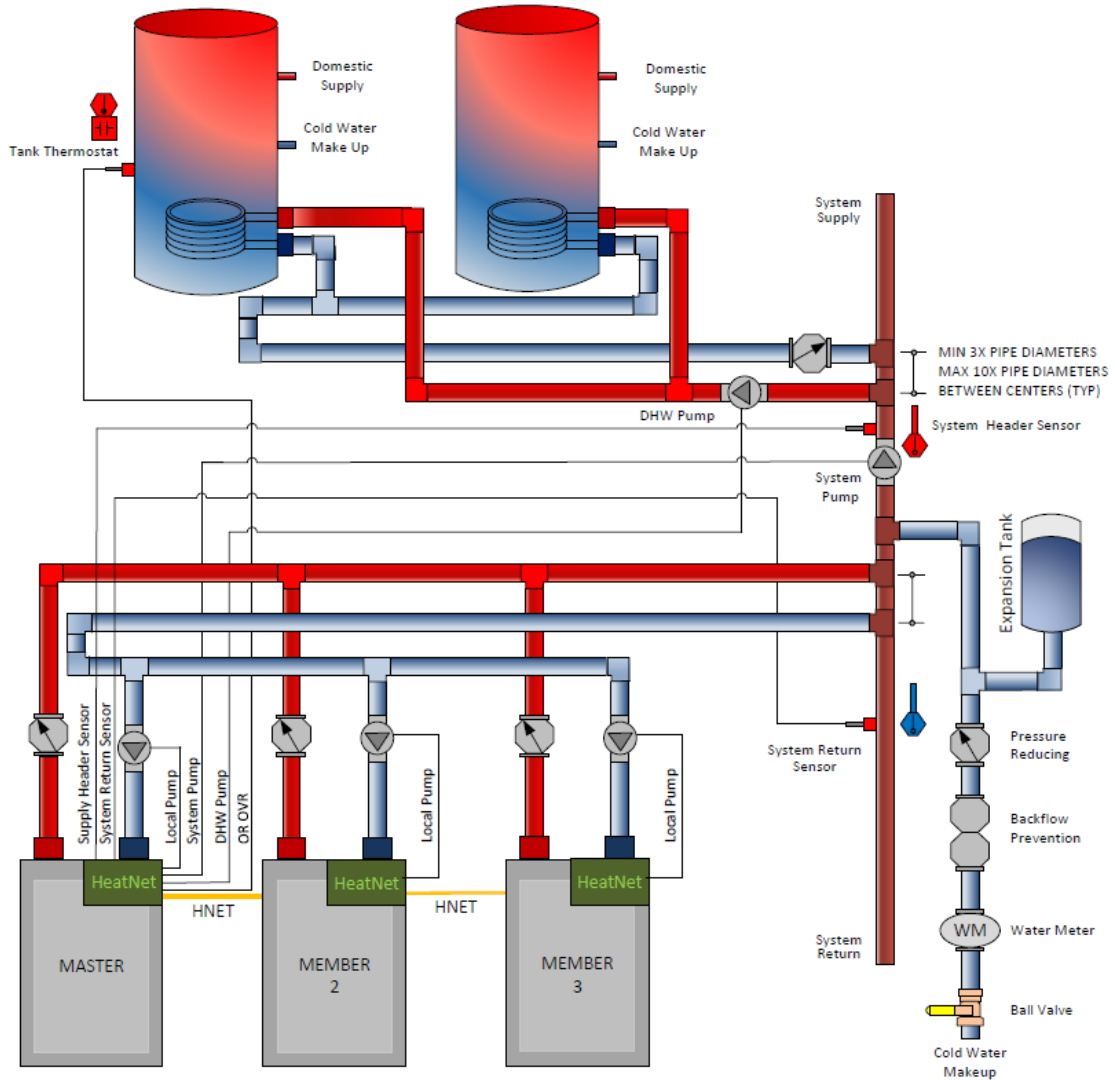 Domestic
Supply
Domestic
Supply
Cold Water
Make Up
Cold Water
Make Up
Tank Thermostat
System
Supply
MIN 3X PIPE DIAMETERS
MAX 10X PIPE DIAMETERS
BETWEEN CENTERS (TYP)
DHW Pump
System Header Sensor
System
Pump
Expansion Tank
Supply Header Sensor
System Return Sensor
Local Pump
System Pump
DHW Pump
OR OVR
Local Pump
Local Pump
System Return
Sensor
Pressure
Reducing
Backflow
Prevention
HeatNet
HeatNet
HeatNet
HNET
HNET
WM
Water Meter
MASTER
MEMBER
2
MEMBER
3
System
Return
Ball Valve
Cold Water
Makeup